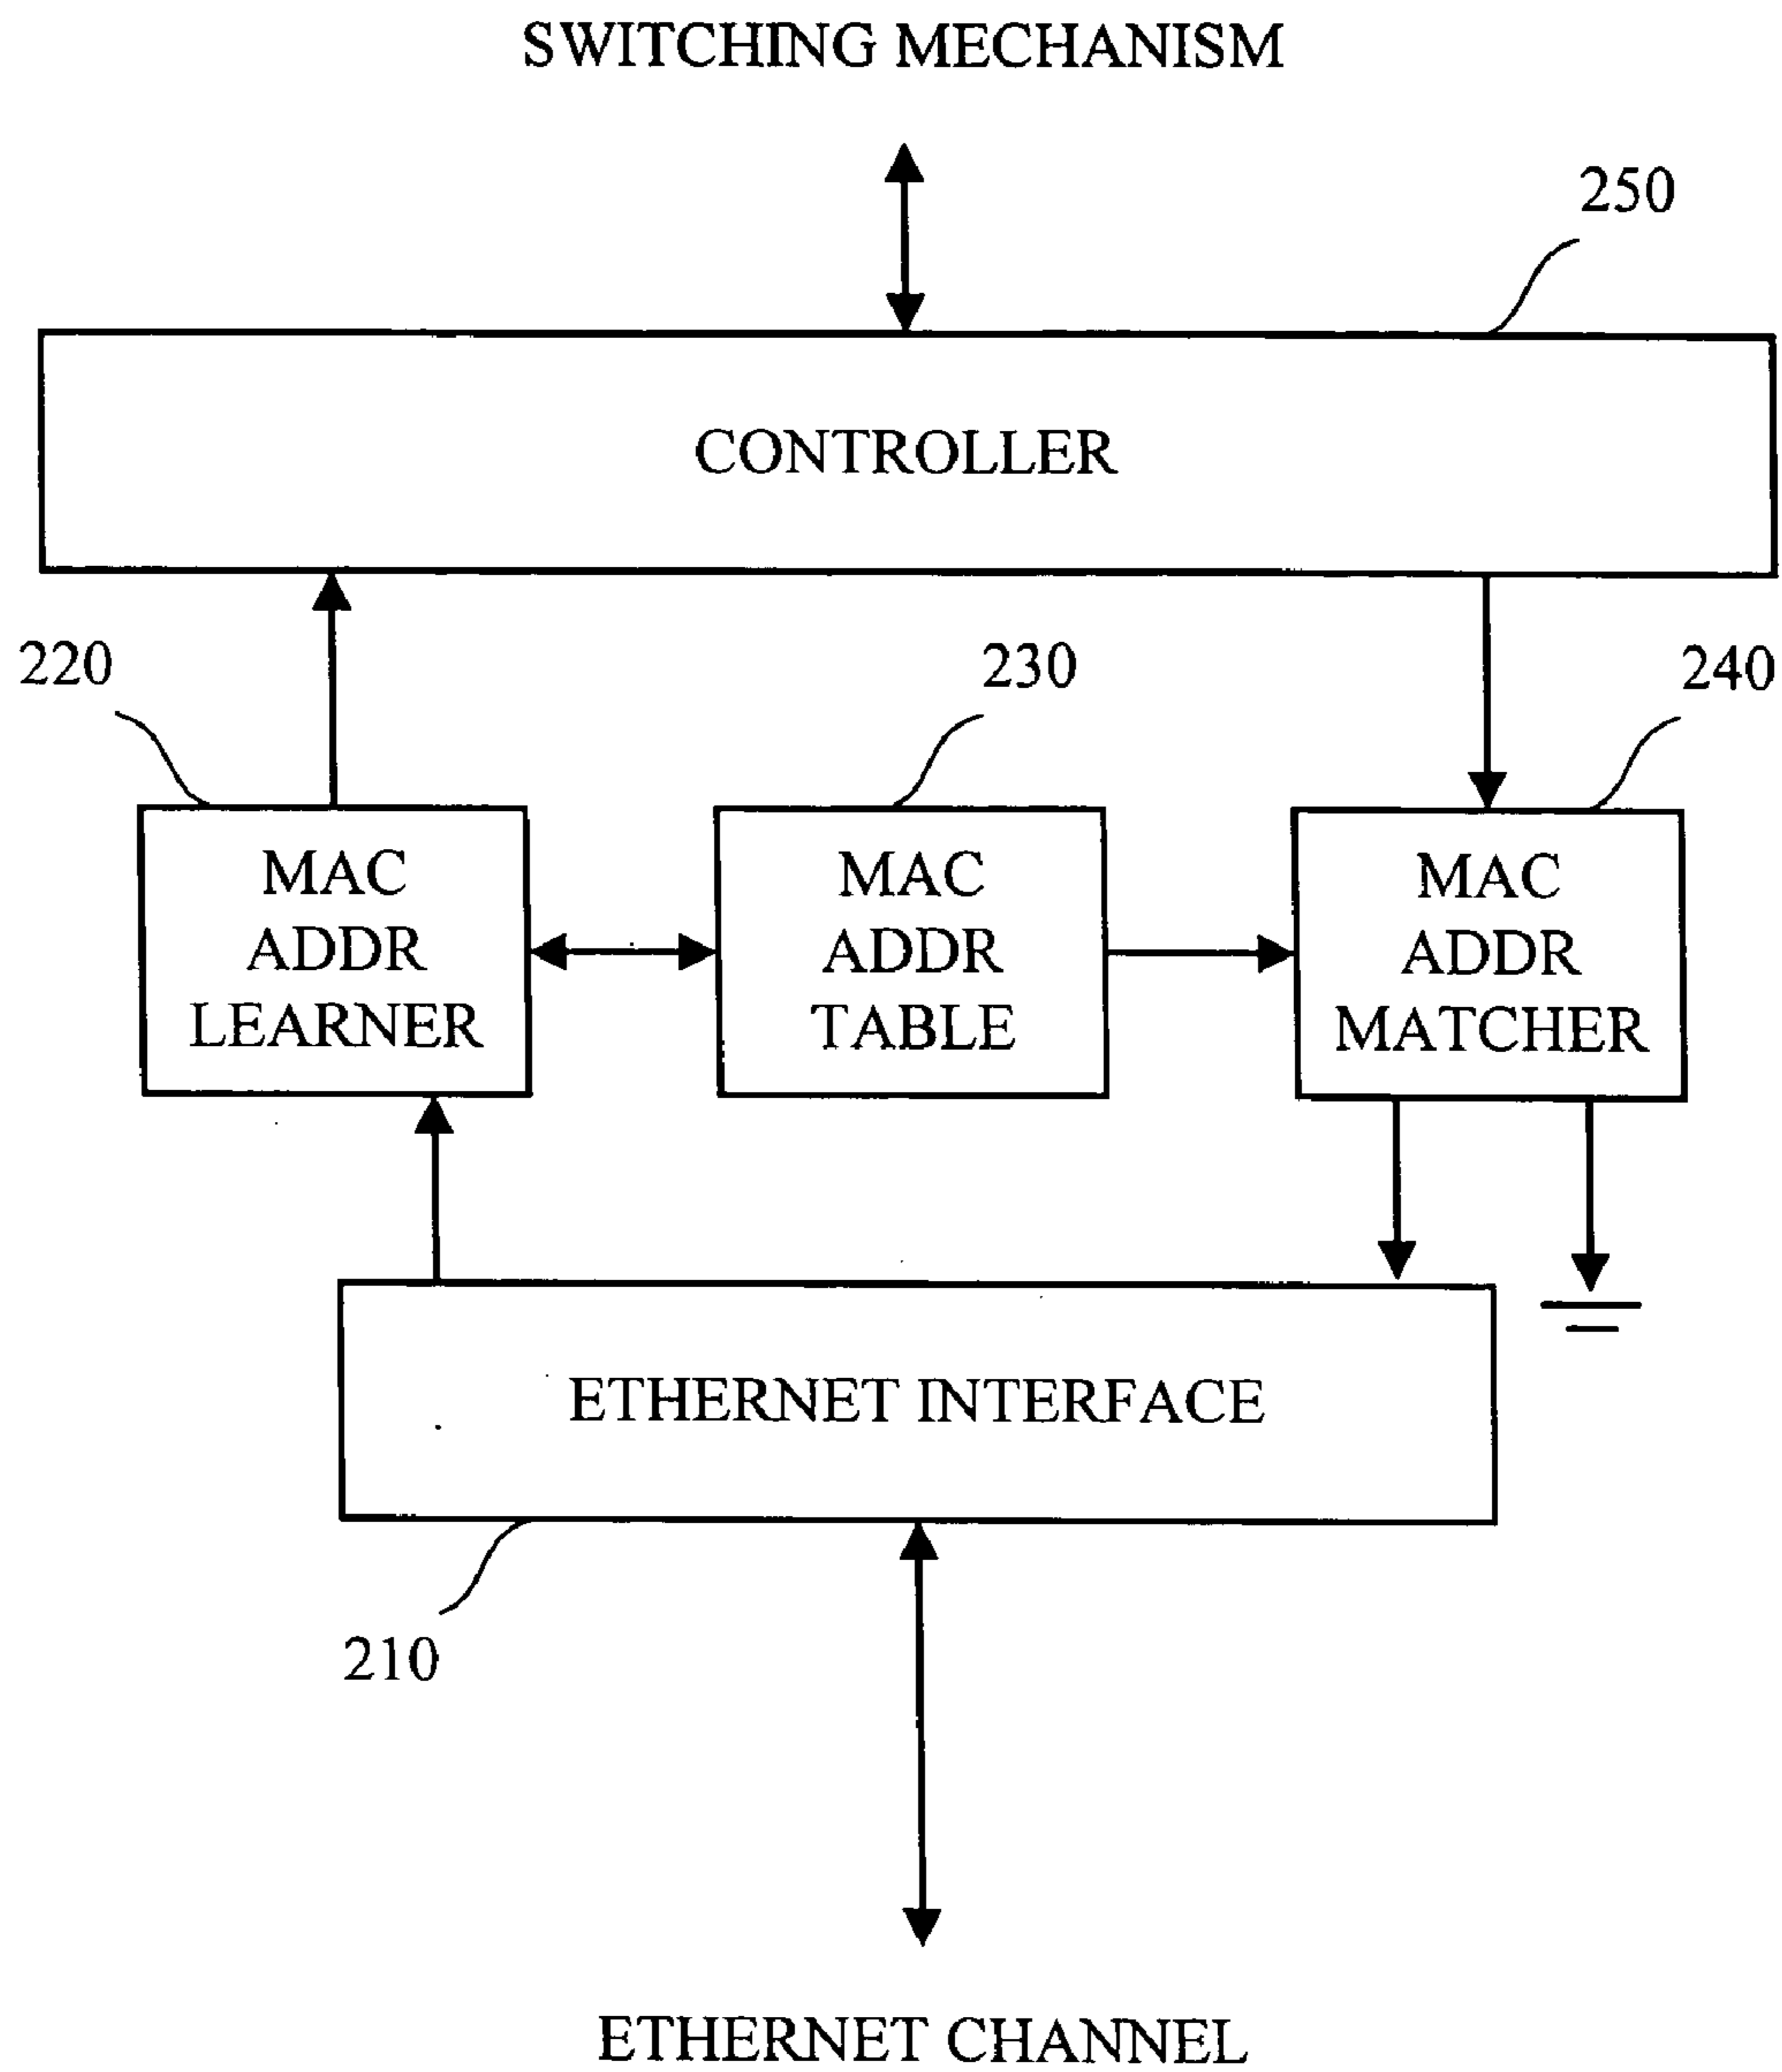 SWITCHING MECHANISM
250
CONTROLLER
220
230
240
MAC
ADDR
LEARNER
MAC
ADDR
TABLE
MAC
ADDR
MATCHER
ETHERNET INTERFACE
210
ETHERNET CHANNEL